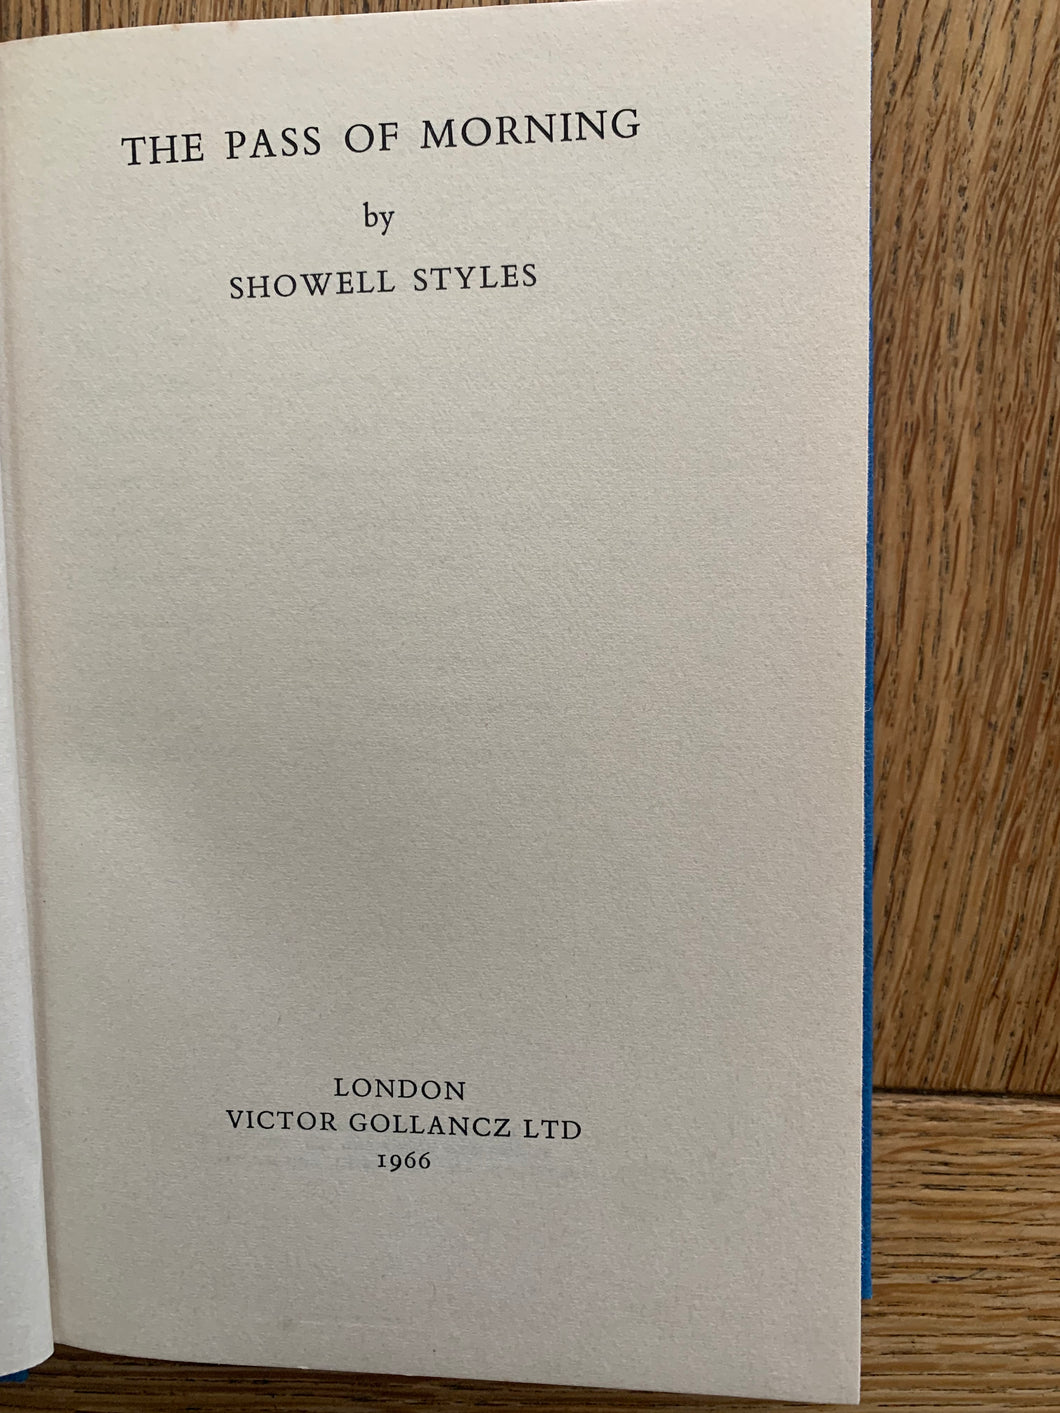 THE PASS OF MORNING
by
SHOWELL STYLES
LONDON
VICTOR GOLLANCZ LTD
1966